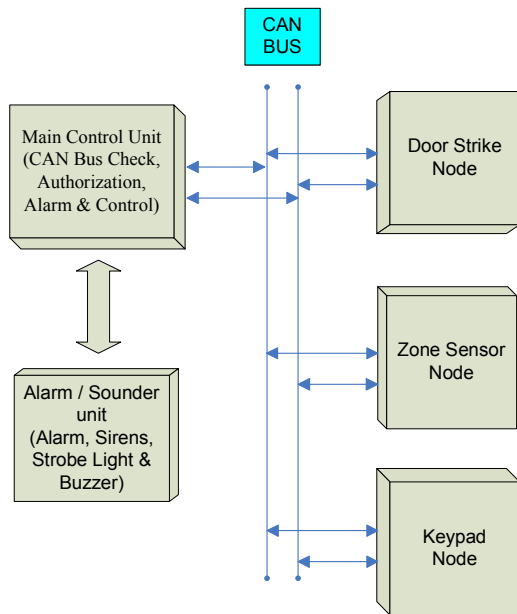 CAN
BUS
Main Control Unit
(CAN Bus Check,
Authorization,
Alarm & Control)
Door Strike
Node
Zone Sensor
Node
Alarm / Sounder
unit
(Alarm, Sirens,
Strobe Light &
Buzzer)
Keypad
Node